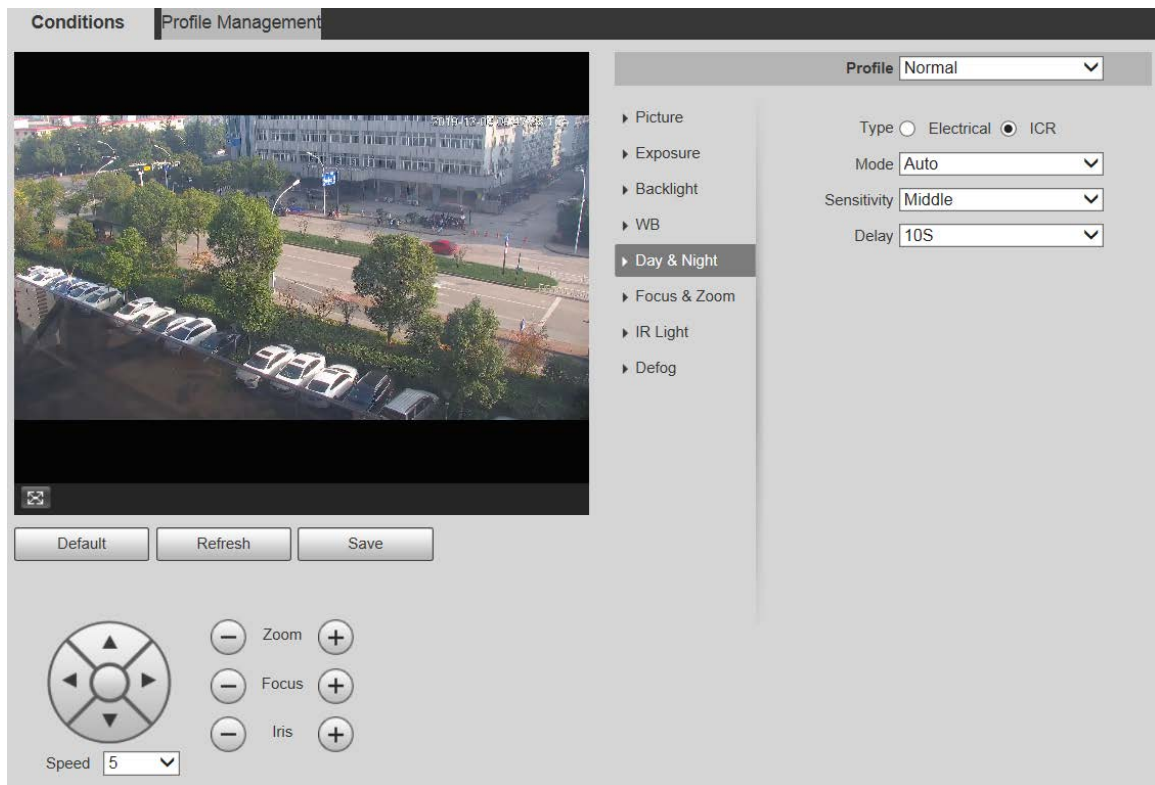 Conditions
Profile Management
Profile Normal
Picture
Exposure
Backlight
WB
Day & Night
Focus & Zoom
IR Light
Defog
Type Electrical ICR
Mode Auto
Sensitivity Middle
Delay 10S
Default
Refresh
Save
Zoom
Focus
Iris
Speed 5